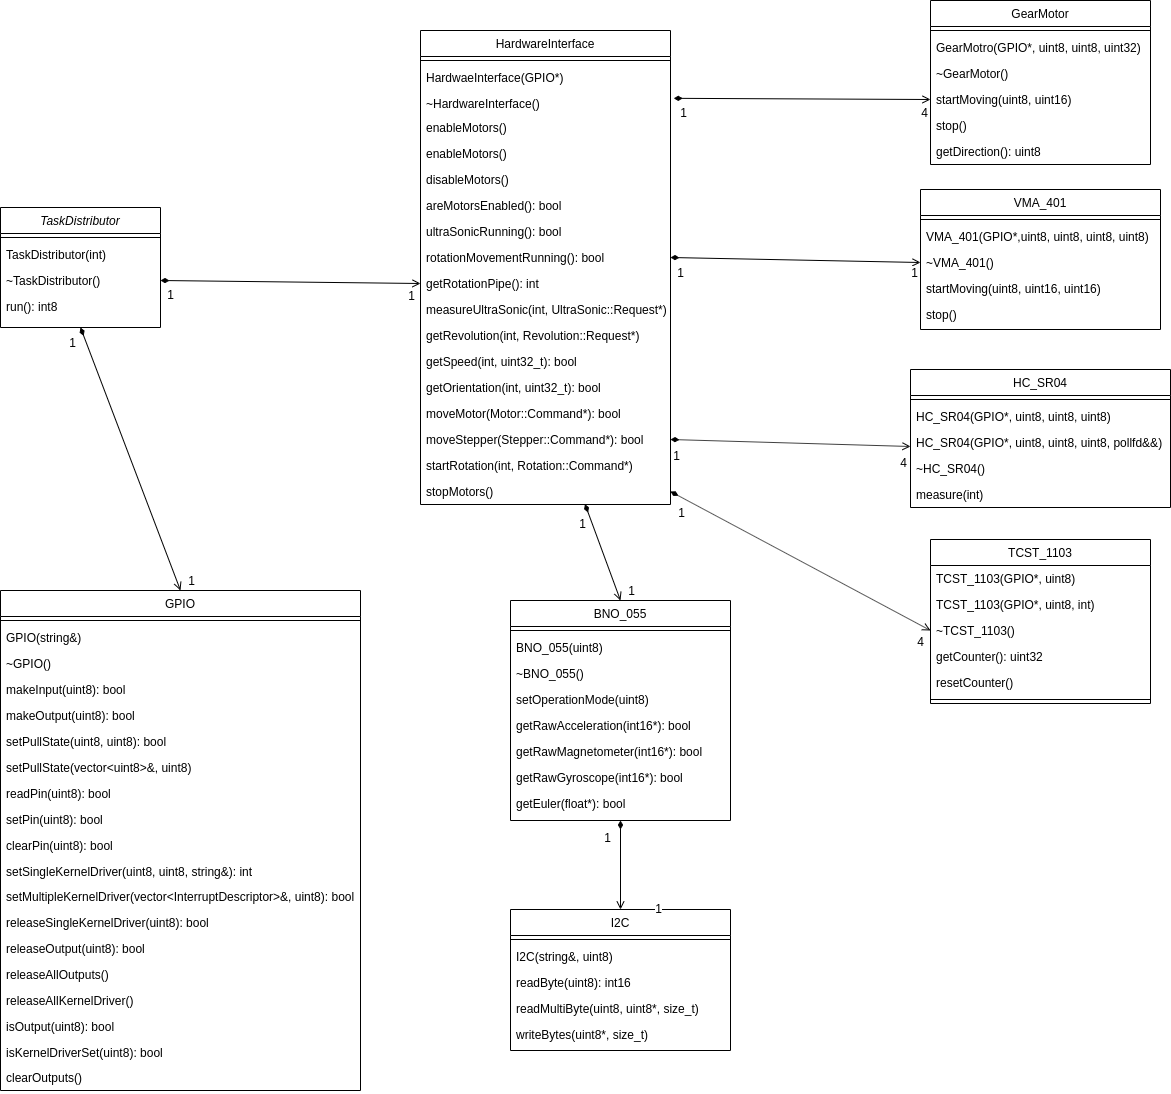 GearMotor
GearMotro(GPIO*, uint8, uint8, uint32)
~GearMotor()
startMoving(uint8, uint16)
stop()
getDirection(): uint8
HardwareInterface
HardwaeInterface(GPIO*)
~HardwareInterface()
enableMotors()
enableMotors()
disableMotors()
areMotorsEnabled(): bool
ultraSonicRunning(): bool
rotationMovementRunning(): bool
getRotationPipe(): int
measureUltraSonic(int, UltraSonic::Request*)
getRevolution(int, Revolution::Request*)
getSpeed(int, uint32_t): bool
getOrientation(int, uint32_t): bool
moveMotor(Motor::Command*): bool
moveStepper(Stepper::Command*): bool
startRotation(int, Rotation::Command*)
stopMotors()
1
4
VMA_401
VMA_401(GPIO*,uint8, uint8, uint8, uint8)
~VMA_401()
startMoving(uint8, uint16, uint16)
stop()
1
1
TaskDistributor
TaskDistributor(int)
~TaskDistributor()
run(): int8
1
1
1
HC_SR04
HC_SR04(GPIO*, uint8, uint8, uint8)
HC_SR04(GPIO*, uint8, uint8, uint8, pollfd&&)
~HC_SR04()
measure(int)
1
4
1
4
TCST_1103
TCST_1103(GPIO*, uint8)
TCST_1103(GPIO*, uint8, int)
~TCST_1103()
getCounter(): uint32
resetCounter()
1
1
1
GPIO
GPIO(string&)
~GPIO()
makeInput(uint8): bool
makeOutput(uint8): bool
setPullState(uint8, uint8): bool
setPullState(vector<uint8>&, uint8)
readPin(uint8): bool
setPin(uint8): bool
clearPin(uint8): bool
setSingleKernelDriver(uint8, uint8, string&): int
setMultipleKernelDriver(vector<InterruptDescriptor>&, uint8): bool
releaseSingleKernelDriver(uint8): bool
releaseOutput(uint8): bool
releaseAllOutputs()
releaseAllKernelDriver()
isOutput(uint8): bool
isKernelDriverSet(uint8): bool
clearOutputs()
BNO_055
BNO_055(uint8)
~BNO_055()
setOperationMode(uint8)
getRawAcceleration(int16*): bool
getRawMagnetometer(int16*): bool
getRawGyroscope(int16*): bool
getEuler(float*): bool
1
1
I2C
I2C(string&, uint8)
readByte(uint8): int16
readMultiByte(uint8, uint8*, size_t)
writeBytes(uint8*, size_t)